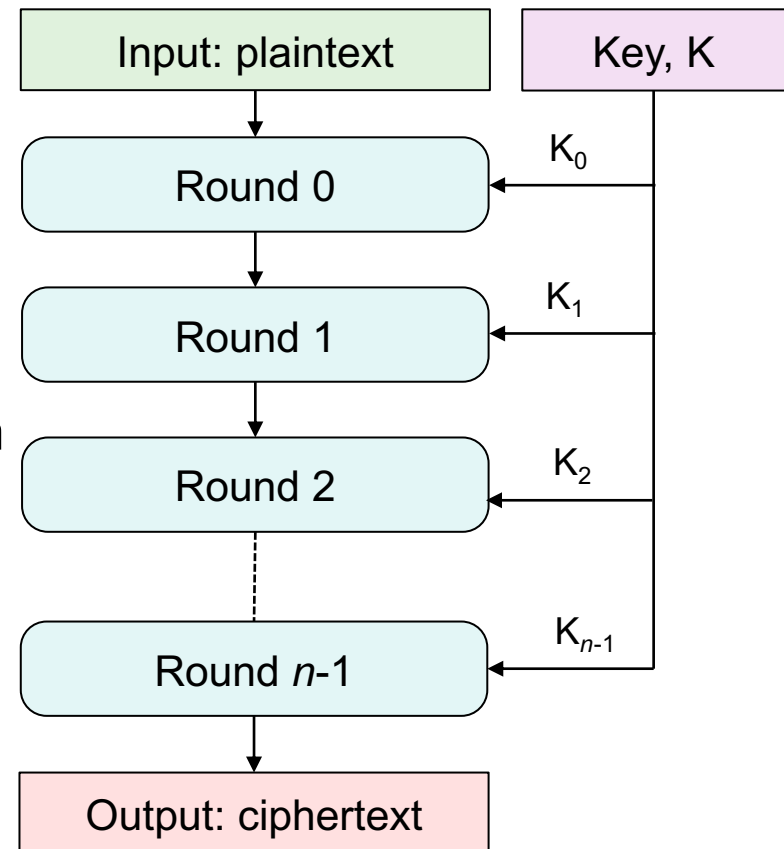 Input: plaintext
Key, K
K₀
Round 0
K₁
Round 1
K₂
Round 2
Kₙ₋₁
Round n-1
Output: ciphertext